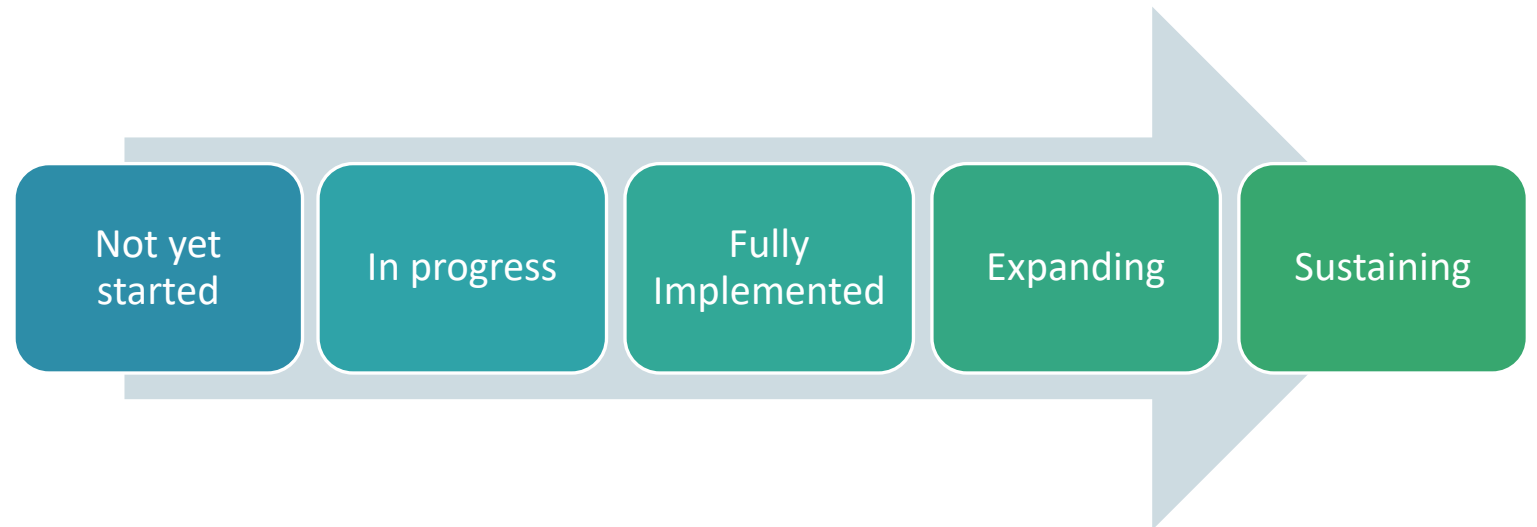 Not yet
started
In progress
Fully
Implemented
Expanding
Sustaining